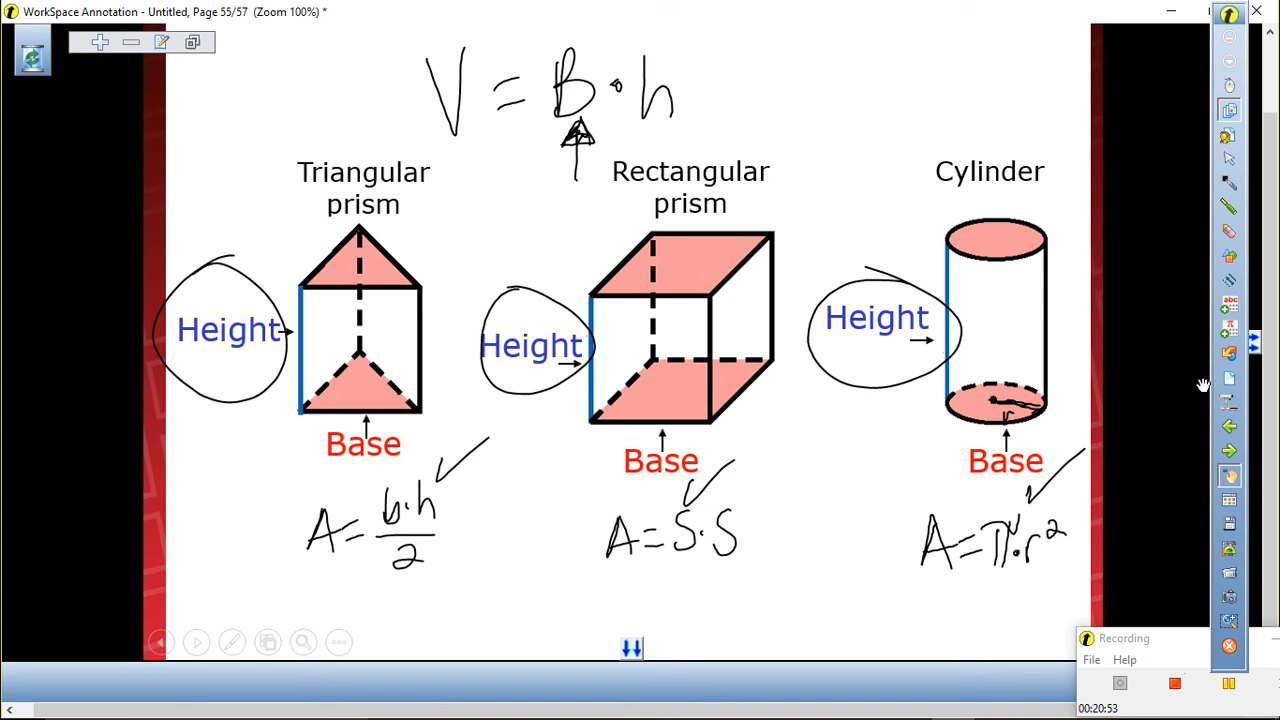 WorkSpace Annotation - Untitled, Page 55/57 (Zoom 100%) *
V = B · h
Triangular
prism
Rectangular
prism
Cylinder
Height
Height
Height
Base
Base
Base
r
A = b·h
2
A = S·S
A = π·r²
abc
π
Recording
File Help
00:20:53